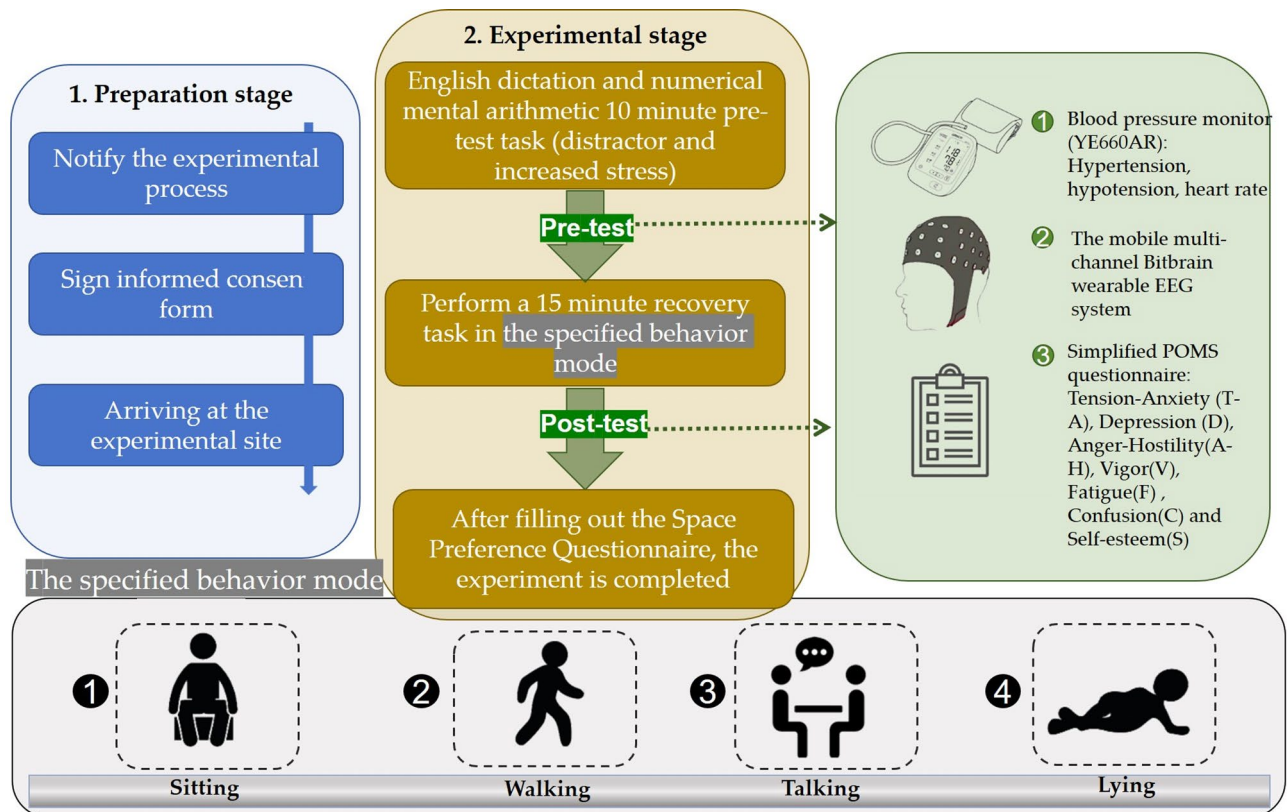 1. Preparation stage
Notify the experimental
process
Sign informed consen
form
Arriving at the
experimental site
2. Experimental stage
English dictation and numerical
mental arithmetic 10 minute pre-
test task (distractor and
increased stress)
Pre-test
Perform a 15 minute recovery
task in the specified behavior
mode
Post-test
After filling out the Space
Preference Questionnaire, the
experiment is completed
1 Blood pressure monitor
(YE660AR):
Hypertension,
hypotension, heart rate
2 The mobile multi-
channel Bitbrain
wearable EEG
system
3 Simplified POMS
questionnaire:
Tension-Anxiety (T-
A), Depression (D),
Anger-Hostility(A-
H), Vigor(V),
Fatigue(F) ,
Confusion(C) and
Self-esteem(S)
The specified behavior mode
1
Sitting
2
Walking
3
Talking
4
Lying